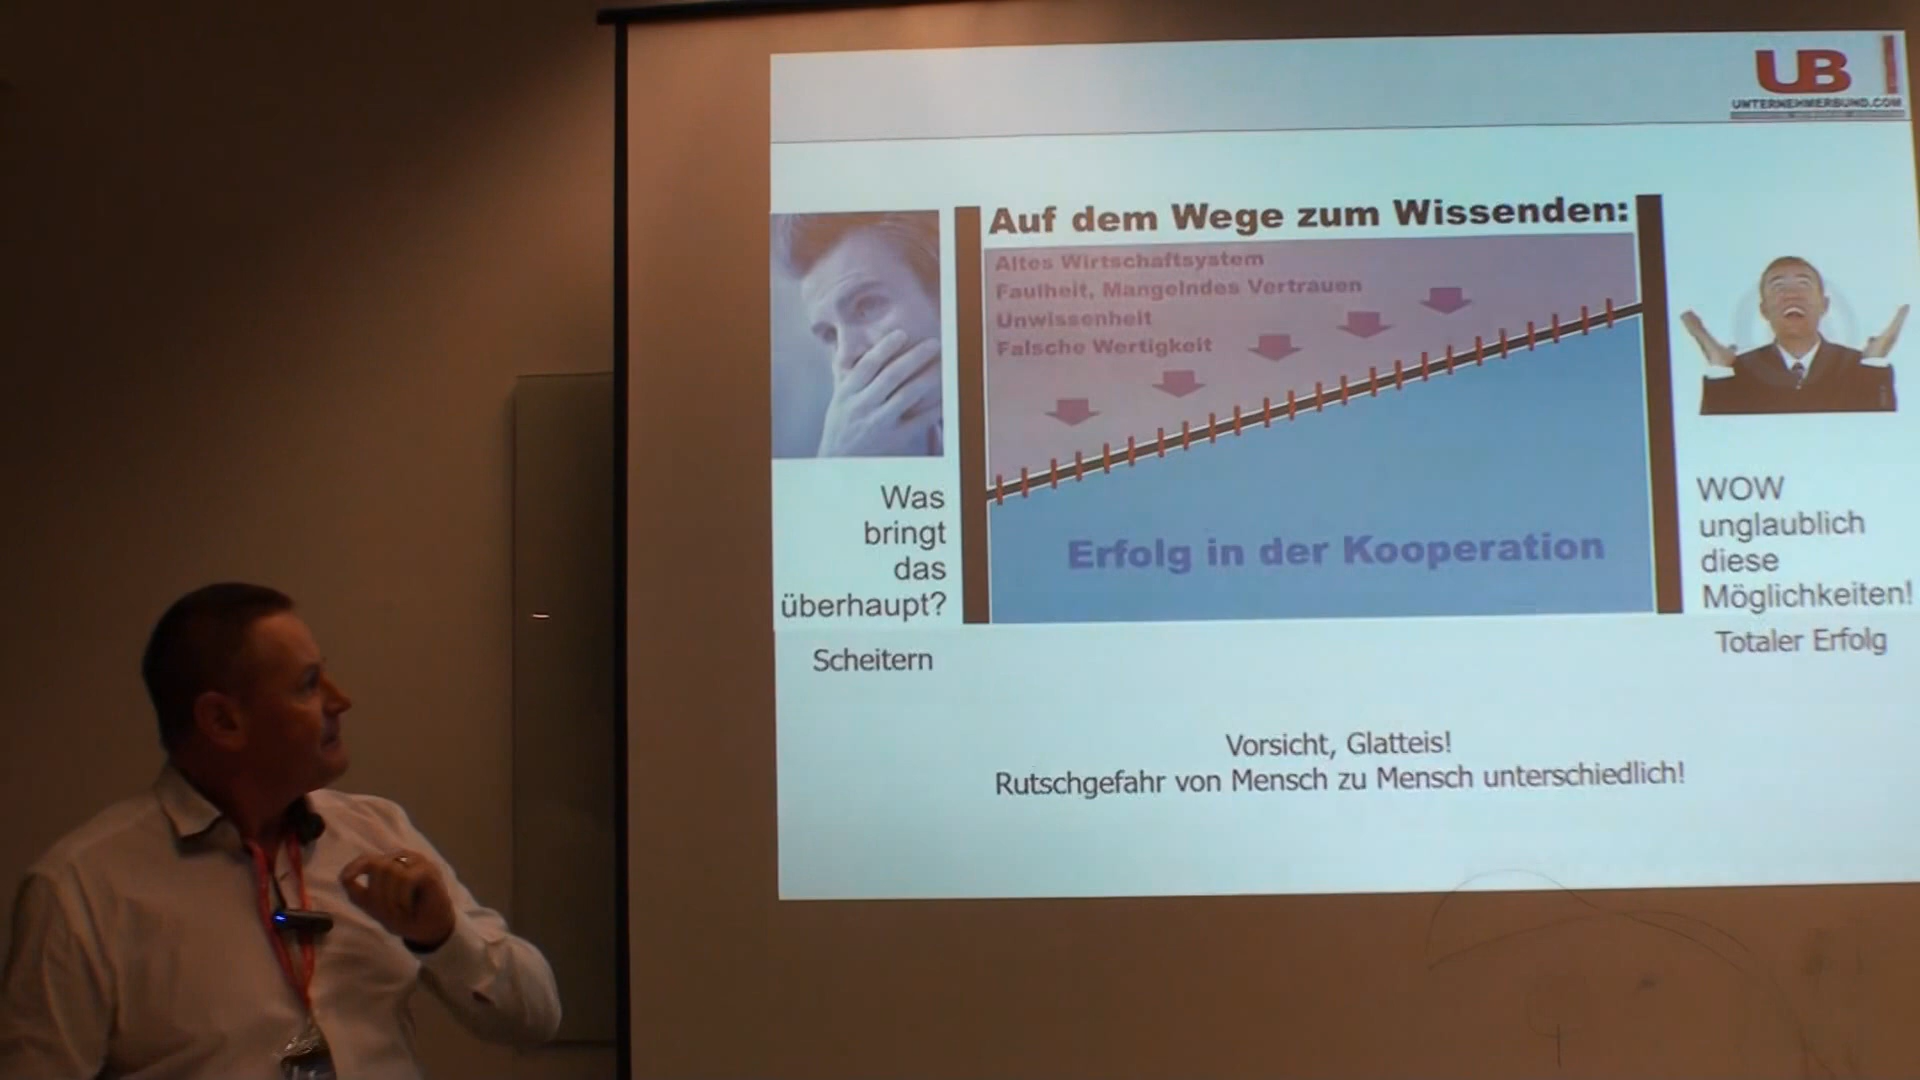 UB
UNTERNEHMERBUND.COM
Auf dem Wege zum Wissenden:
Altes Wirtschaftsystem
Faulheit, Mangelndes Vertrauen
Unwissenheit
Falsche Wertigkeit
Erfolg in der Kooperation
Was
bringt
das
überhaupt?
Scheitern
WOW
unglaublich
diese
Möglichkeiten!
Totaler Erfolg
Vorsicht, Glatteis!
Rutschgefahr von Mensch zu Mensch unterschiedlich!